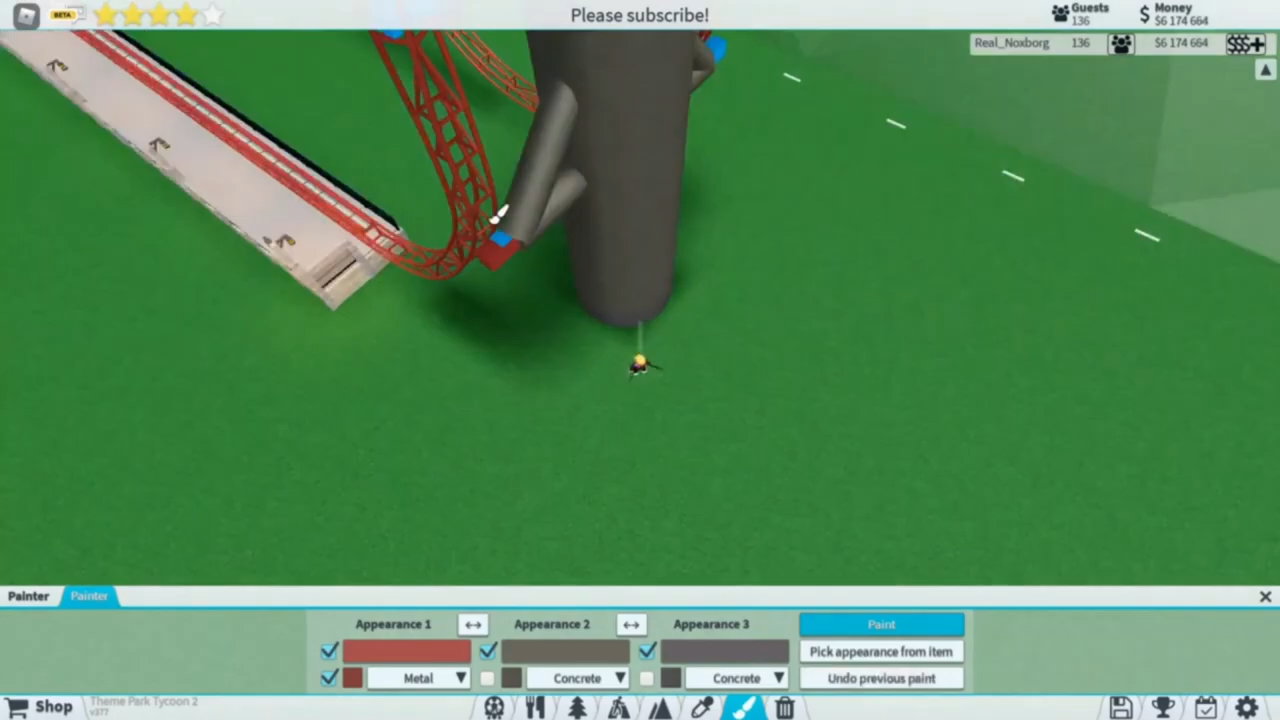 BETA
Please subscribe!
Guests
136
Money
$6 174 664
Real_Noxborg 136 $6 174 664
Painter Painter
Appearance 1 Appearance 2 Appearance 3 Paint
Pick appearance from item
Metal Concrete Concrete Undo previous paint
Shop Theme Park Tycoon 2
v377